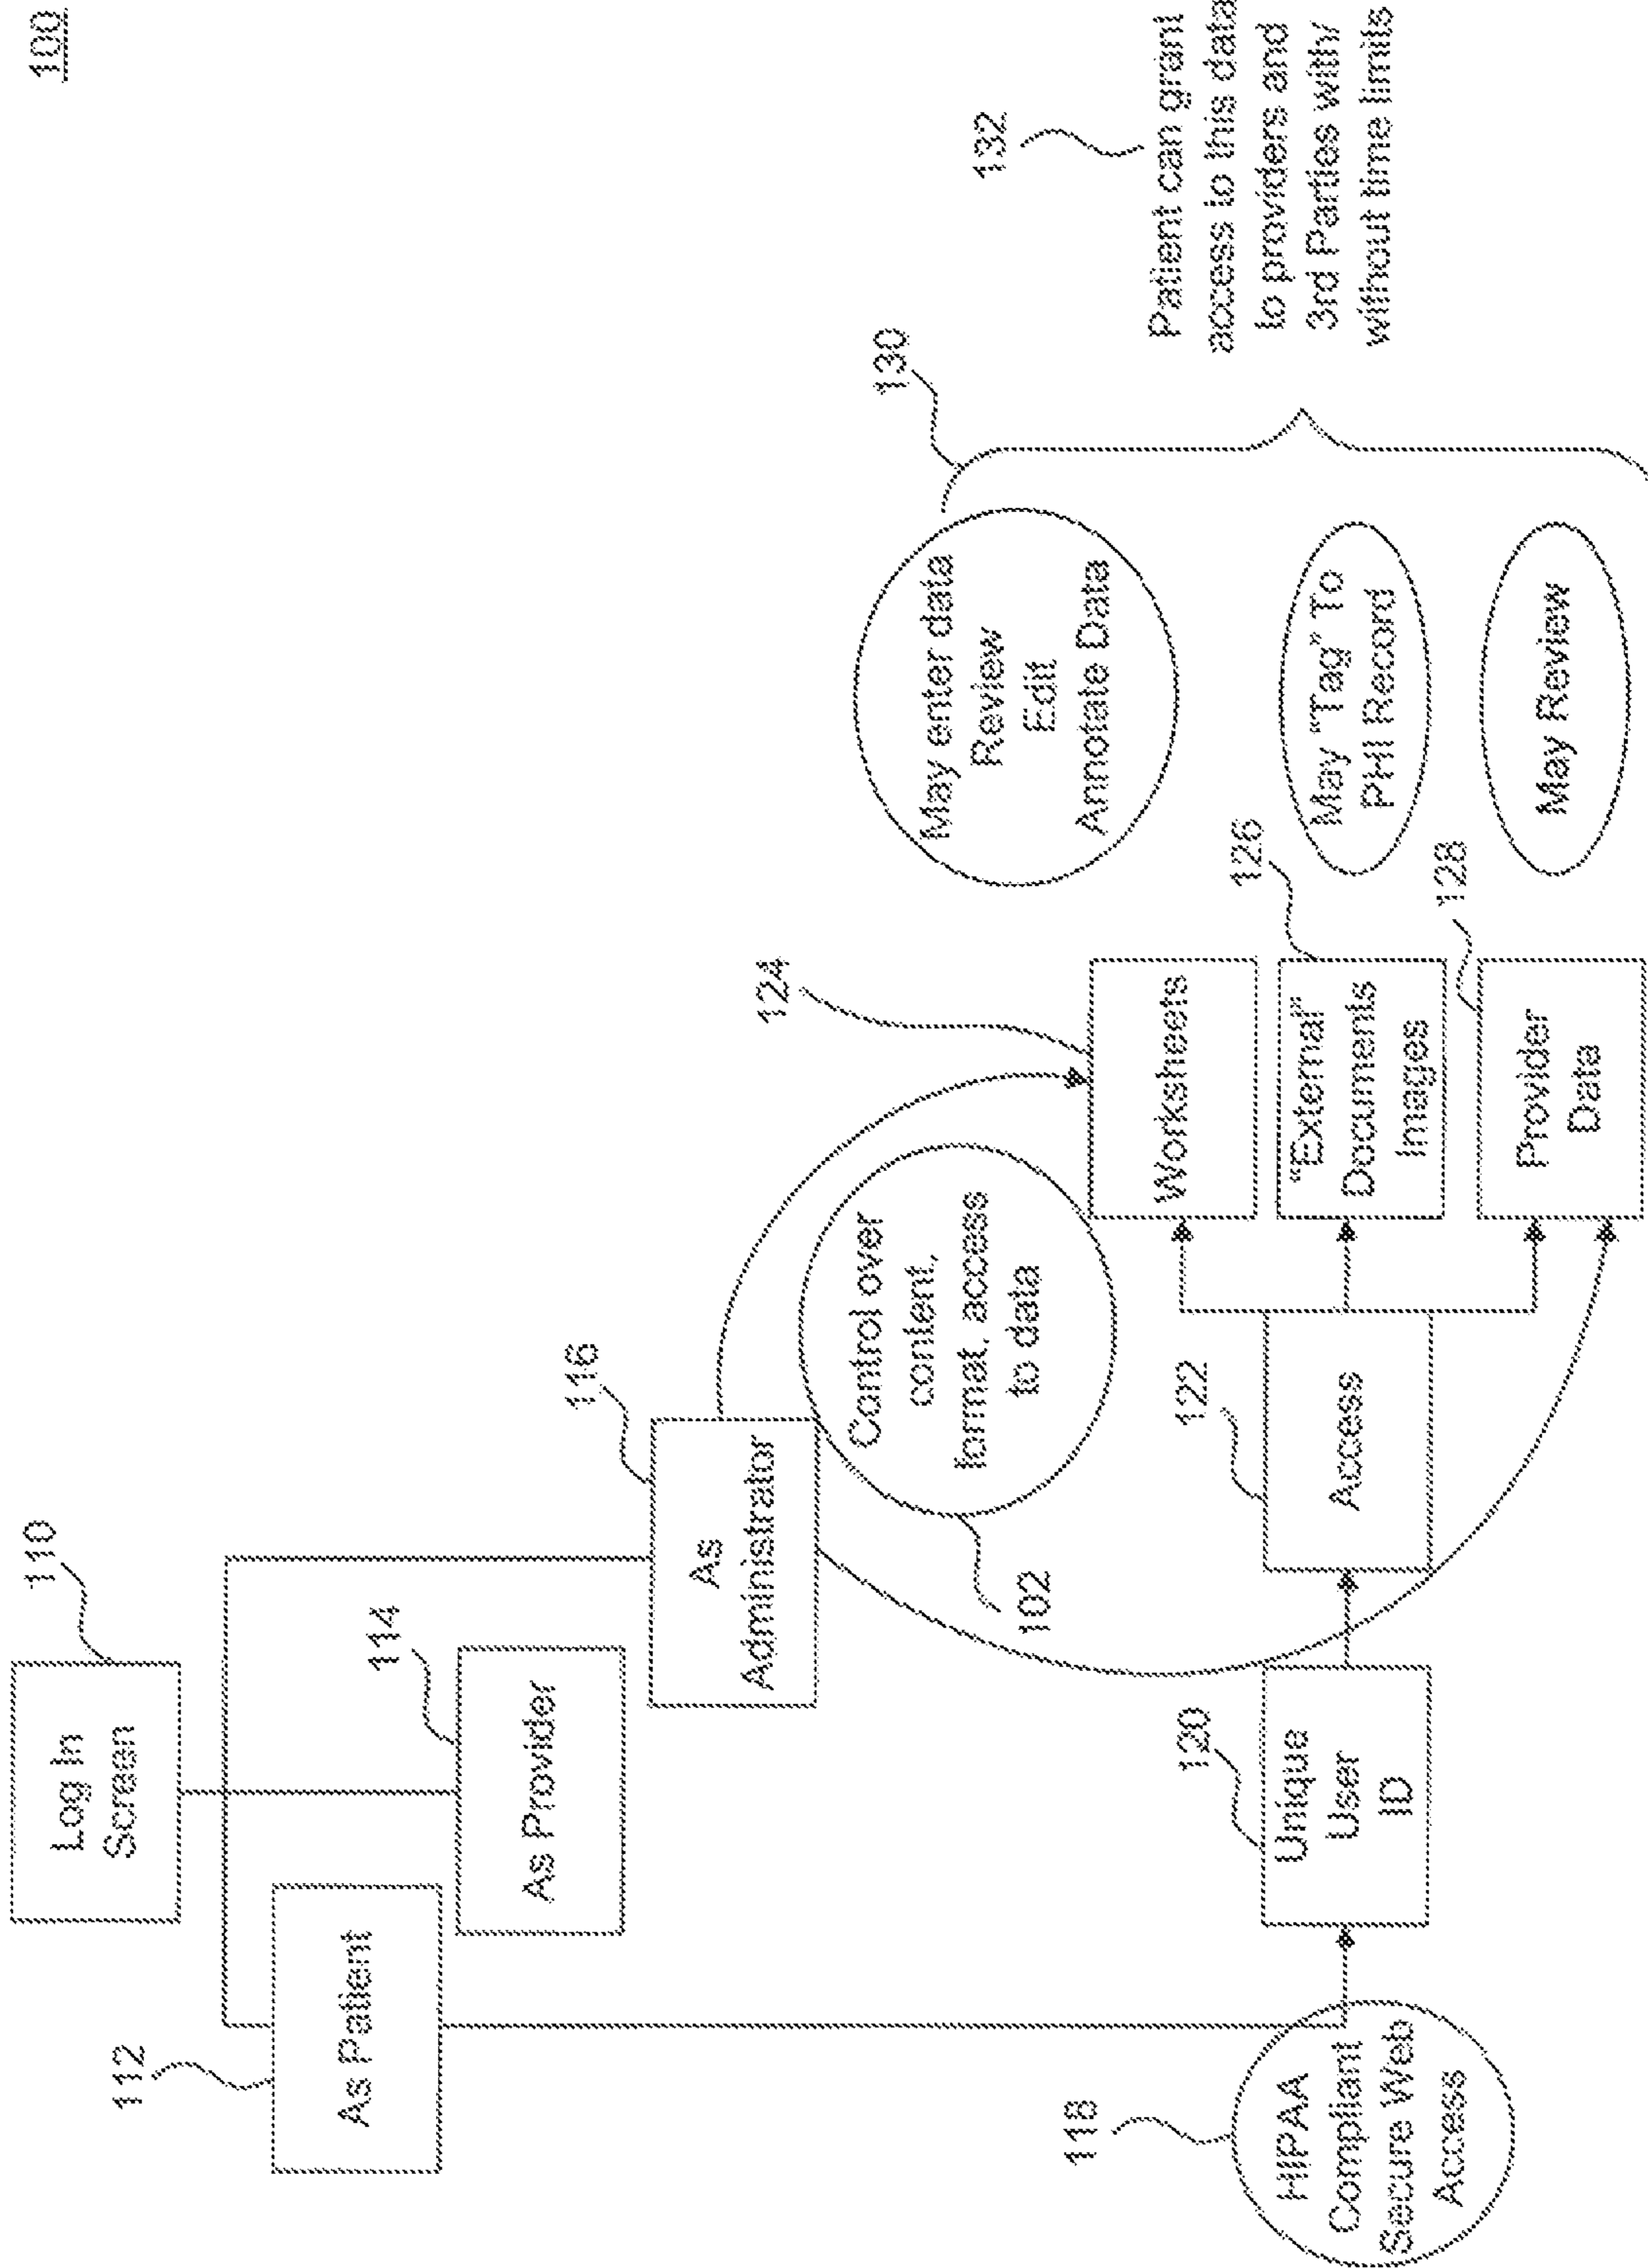 100
110
Log In
Screen
112
As Patient
114
As Provider
116
As
Administrator
102
Control over
content,
format, access
to data
118
HIPAA
Compliant
Secure Web
Access
120
Unique
User
ID
122
Access
124
Worksheets
126
"External"
Documents
Images
128
Provider
Data
130
May enter data
Review
Edit
Annotate Data
May "Tag" To
PHI Record
May Review
132
Patient can grant
access to this data
to providers and
3rd Parties with/
without time limits